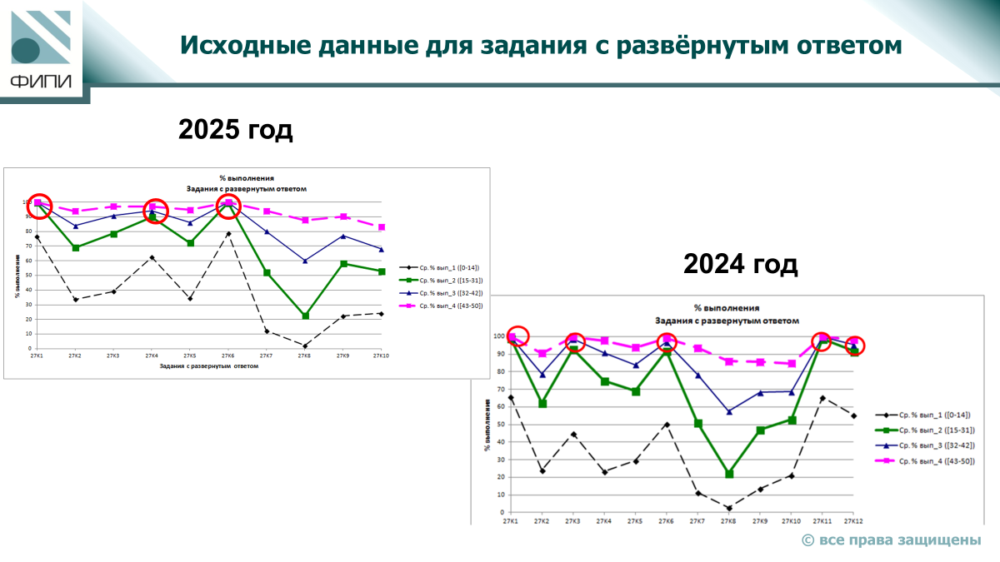 ФИПИ
Исходные данные для задания с развёрнутым ответом
2025 год
% выполнения
Задания с развернутым ответом
100
90
80
70
60
50
40
30
20
10
0
% выполнения
27К1 27К2 27К3 27К4 27К5 27К6 27К7 27К8 27К9 27К10
Задания с развернутым ответом
Ср.% вып_1 ([0-14])
Ср.% вып_2 ([15-31])
Ср.% вып_3 ([32-42])
Ср.% вып_4 ([43-50])
2024 год
% выполнения
Задания с развернутым ответом
100
90
80
70
60
50
40
30
20
10
0
% выполнения
27К1 27К2 27К3 27К4 27К5 27К6 27К7 27К8 27К9 27К10 27К11 27К12
Ср.% вып_1 ([0-14])
Ср.% вып_2 ([15-31])
Ср.% вып_3 ([32-42])
Ср.% вып_4 ([43-50])
© все права защищены